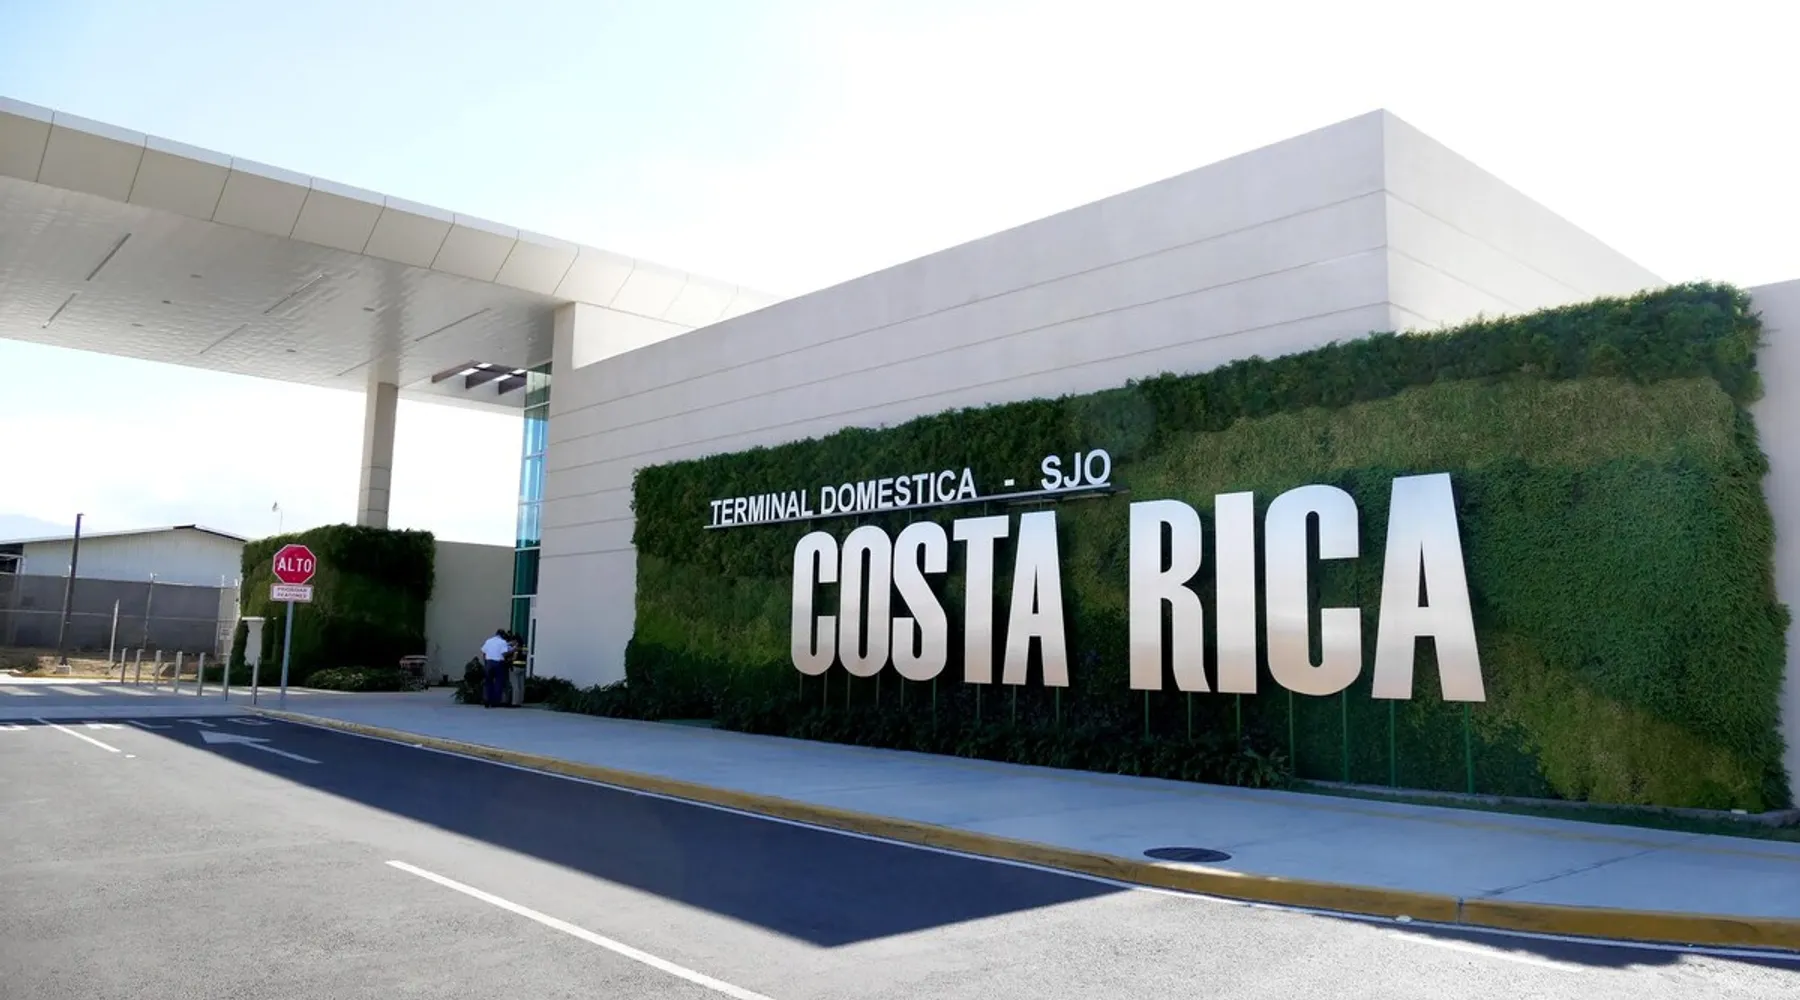 TERMINAL DOMESTICA - SJO
COSTA RICA
ALTO